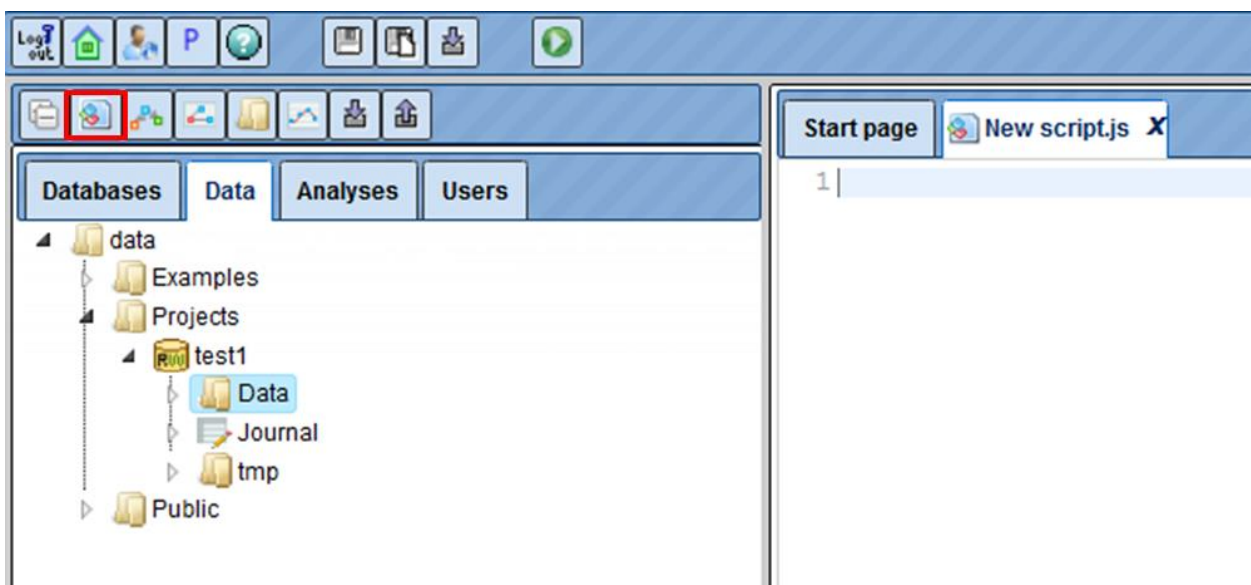 Log out P ?
Start page New script.js X
Databases Data Analyses Users
1
data
Examples
Projects
RW test1
Data
Journal
tmp
Public